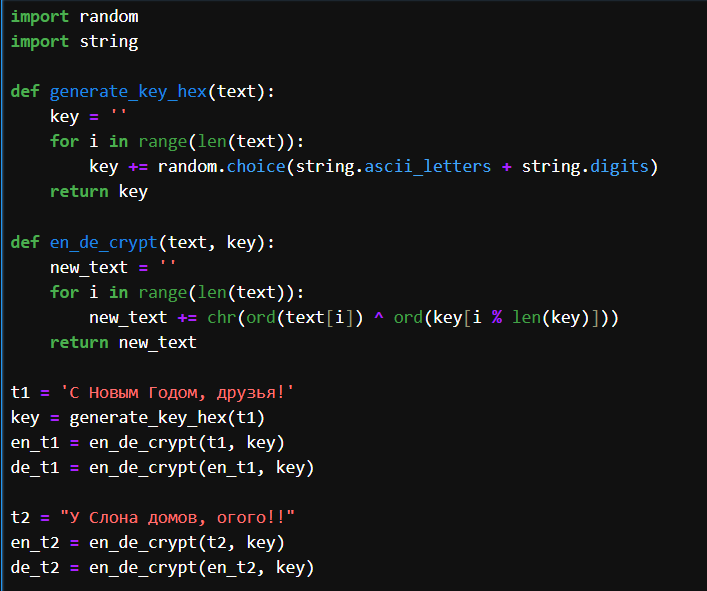 import random
import string
def generate_key_hex(text):
    key = ''
    for i in range(len(text)):
        key += random.choice(string.ascii_letters + string.digits)
    return key
def en_de_crypt(text, key):
    new_text = ''
    for i in range(len(text)):
        new_text += chr(ord(text[i]) ^ ord(key[i % len(key)]))
    return new_text
t1 = 'С Новым Годом, друзья!'
key = generate_key_hex(t1)
en_t1 = en_de_crypt(t1, key)
de_t1 = en_de_crypt(en_t1, key)
t2 = "У Слона домов, огого!!"
en_t2 = en_de_crypt(t2, key)
de_t2 = en_de_crypt(en_t2, key)